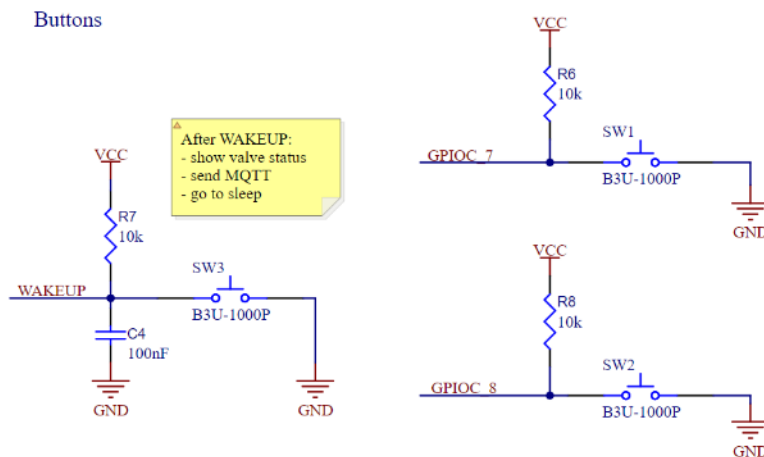 Buttons
After WAKEUP:
- show valve status
- send MQTT
- go to sleep
VCC
R7
10k
WAKEUP
SW3
B3U-1000P
C4
100nF
GND
GND
VCC
R6
10k
GPIOC_7
SW1
B3U-1000P
GND
VCC
R8
10k
GPIOC_8
SW2
B3U-1000P
GND